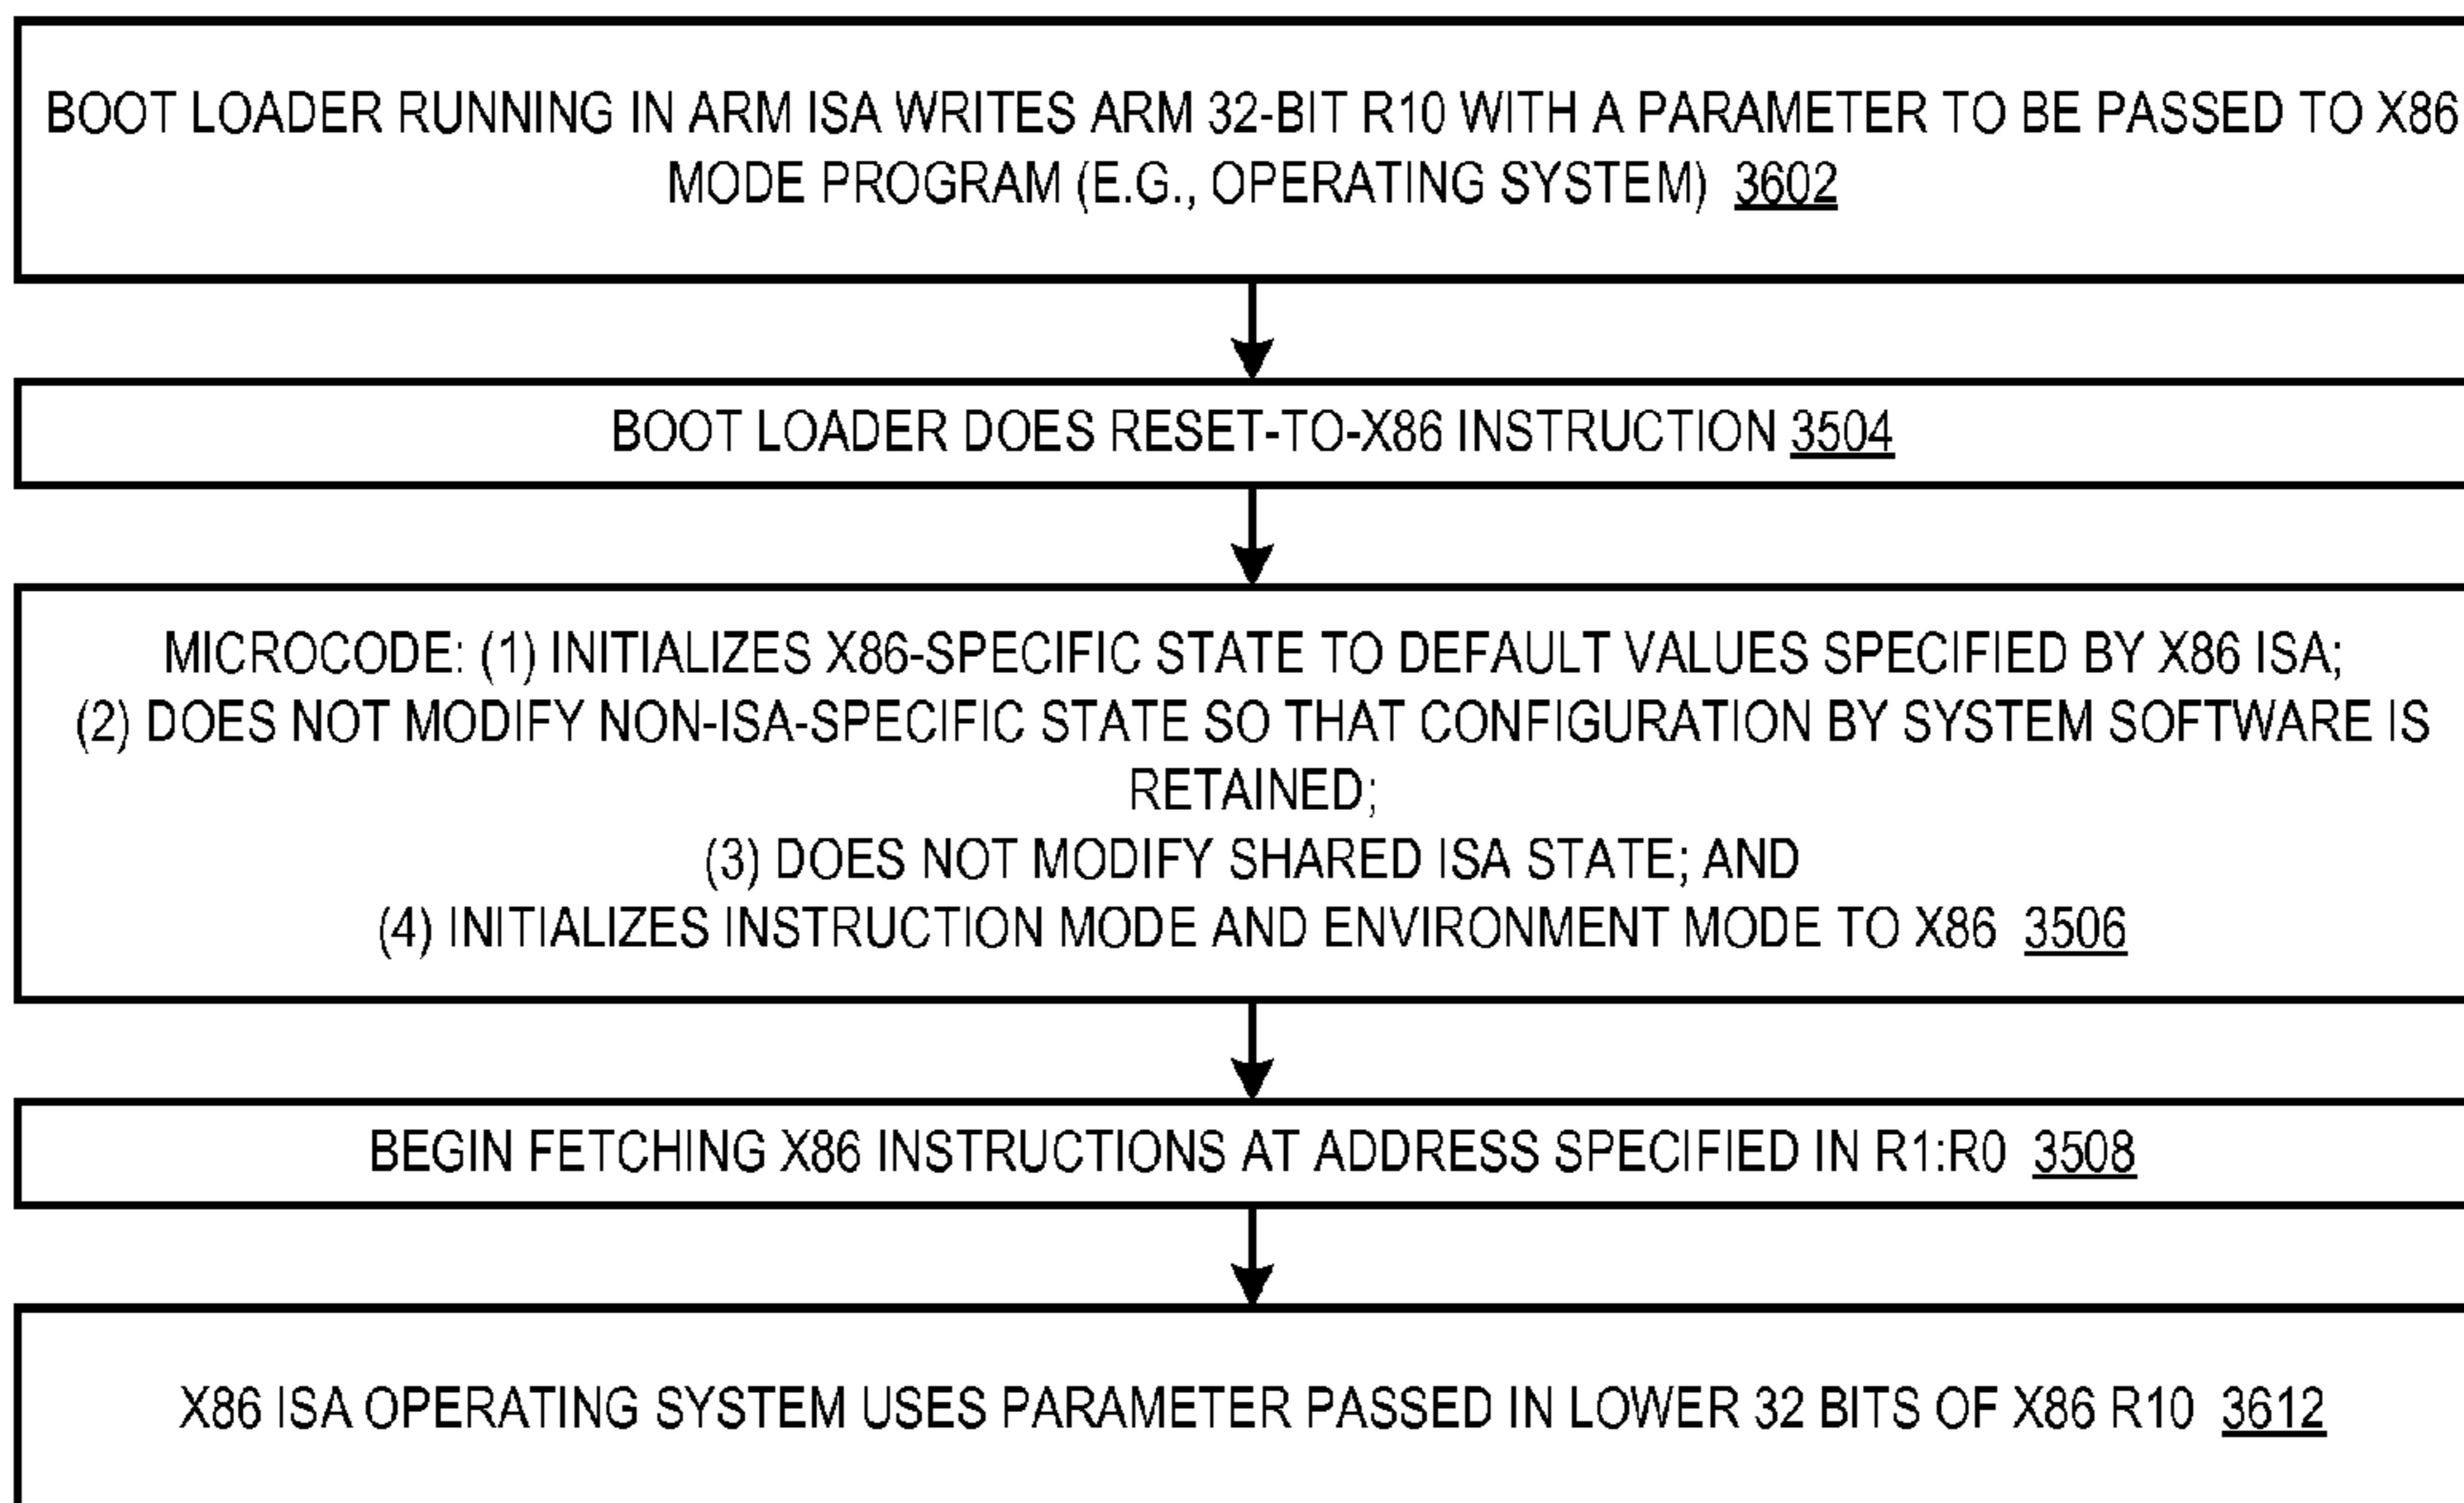 BOOT LOADER RUNNING IN ARM ISA WRITES ARM 32-BIT R10 WITH A PARAMETER TO BE PASSED TO X86
MODE PROGRAM (E.G., OPERATING SYSTEM) 3602
BOOT LOADER DOES RESET-TO-X86 INSTRUCTION 3504
MICROCODE: (1) INITIALIZES X86-SPECIFIC STATE TO DEFAULT VALUES SPECIFIED BY X86 ISA;
(2) DOES NOT MODIFY NON-ISA-SPECIFIC STATE SO THAT CONFIGURATION BY SYSTEM SOFTWARE IS
RETAINED;
(3) DOES NOT MODIFY SHARED ISA STATE; AND
(4) INITIALIZES INSTRUCTION MODE AND ENVIRONMENT MODE TO X86 3506
BEGIN FETCHING X86 INSTRUCTIONS AT ADDRESS SPECIFIED IN R1:R0 3508
X86 ISA OPERATING SYSTEM USES PARAMETER PASSED IN LOWER 32 BITS OF X86 R10 3612